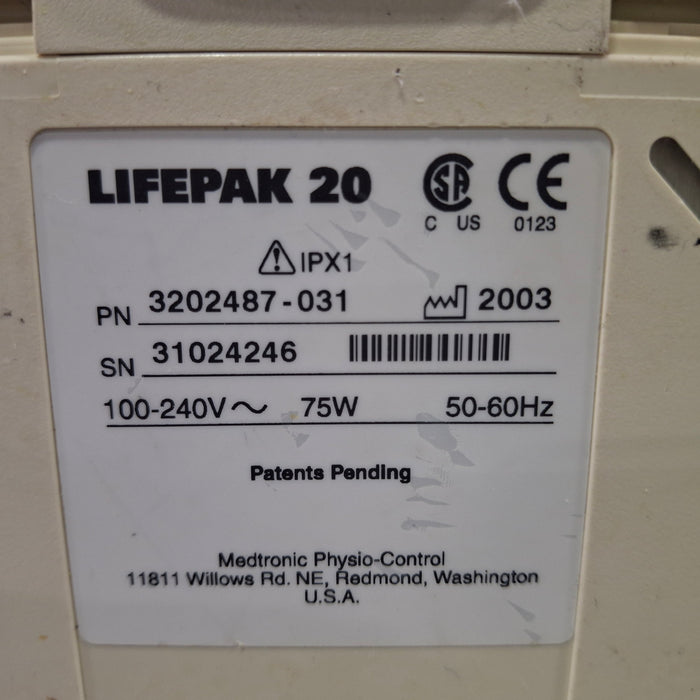 LIFEPAK 20
C US
0123
IPX1
PN 3202487-031 2003
SN 31024246
100-240V~ 75W 50-60Hz
Patents Pending
Medtronic Physio-Control
11811 Willows Rd. NE, Redmond, Washington
U.S.A.